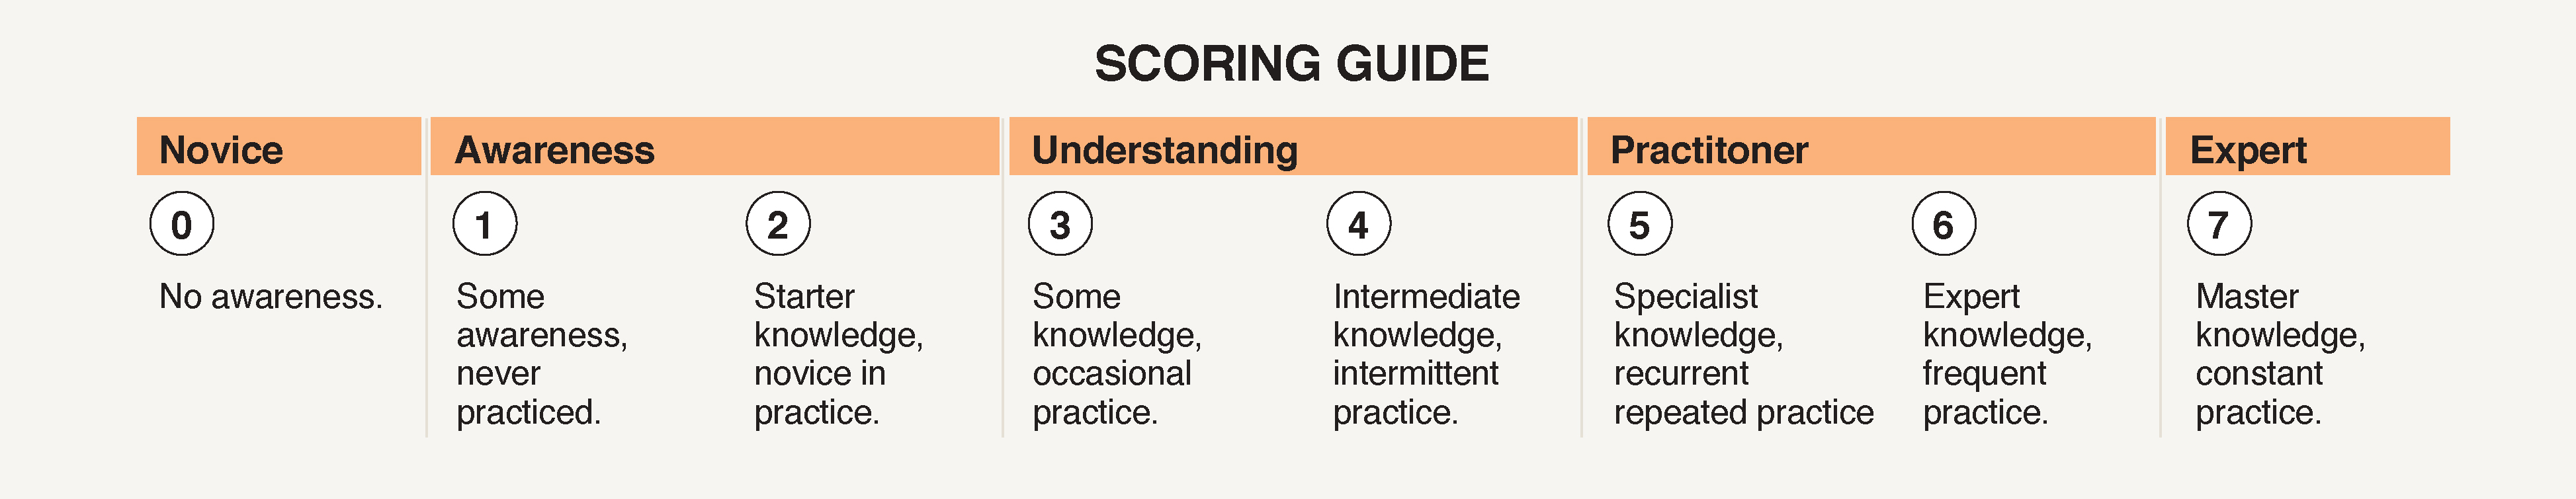 SCORING GUIDE
Novice
0
No awareness.
Awareness
1
Some
awareness,
never
practiced.
2
Starter
knowledge,
novice in
practice.
Understanding
3
Some
knowledge,
occasional
practice.
4
Intermediate
knowledge,
intermittent
practice.
Practitoner
5
Specialist
knowledge,
recurrent
repeated practice
6
Expert
knowledge,
frequent
practice.
Expert
7
Master
knowledge,
constant
practice.